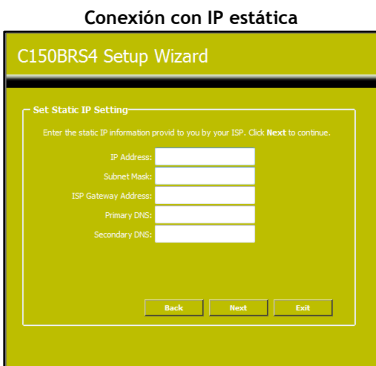 Conexión con IP estática
C150BRS4 Setup Wizard
Set Static IP Setting
Enter the static IP information provid to you by your ISP. Click Next to continue.
IP Address:
Subnet Mask:
ISP Gateway Address:
Primary DNS:
Secondary DNS:
Back Next Exit